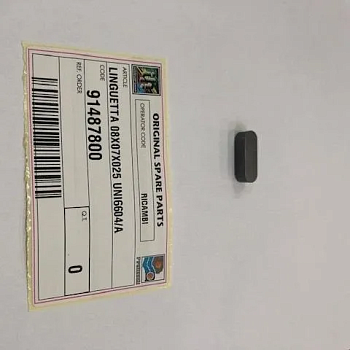 ORIGINAL SPARE PARTS
OPERATOR CODE
RICAMBI
ARTICLE
LINGUETTA 08X07X025 UNI6604/A
CODE
91487800
REF. ORDER
Q.T.
0